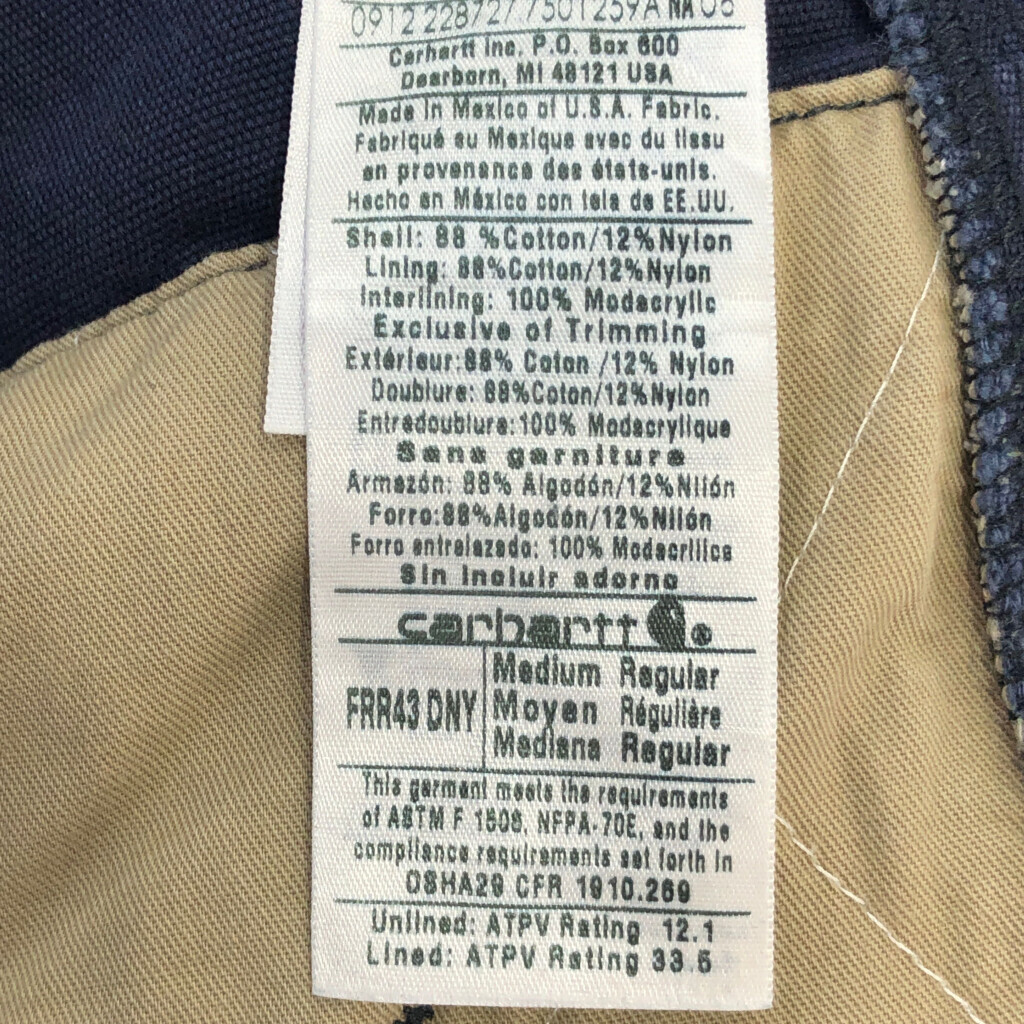 0912 228727 7501259A NA 06
Carhartt Inc. P.O. Box 600
Dearborn, MI 48121 USA
Made In Mexico of U.S.A. Fabric.
Fabriqué au Mexique avec du tissu
en provenance des états-unis.
Hecho en México con tela de EE.UU.
Shell: 88 %Cotton/12%Nylon
Lining: 88%Cotton/12%Nylon
Interlining: 100% Modacrylic
Exclusive of Trimming
Extérieur:88% Coton /12% Nylon
Doublure: 88%Coton/12%Nylon
Entredoublure:100% Modacrylique
Sans garniture
Armazón: 88% Algodón/12%Nilón
Forro:88%Algodón/12%Nilón
Forro entrelazado: 100% Modacrilico
Sin Incluir adorno
carhartt ®
FRR43 DNY
Medium Regular
Moyen Régulière
Mediana Regular
This garment meets the requirements
of ASTM F 1506, NFPA-70E, and the
compliance requirements set forth in
OSHA29 CFR 1910.269
Unlined: ATPV Rating 12.1
Lined: ATPV Rating 33.5